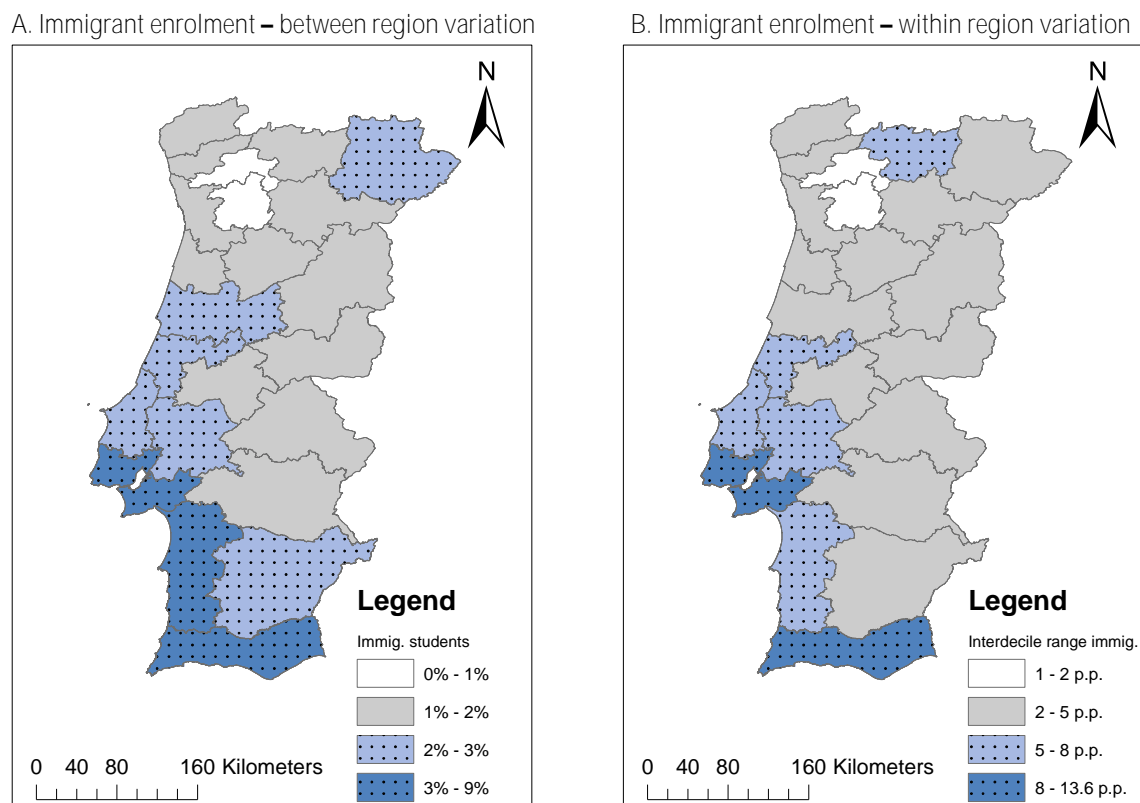 A. Immigrant enrolment – between region variation
N
Legend
Immig. students
0% - 1%
1% - 2%
2% - 3%
3% - 9%
0 40 80 160 Kilometers
B. Immigrant enrolment – within region variation
N
Legend
Interdecile range immig.
1 - 2 p.p.
2 - 5 p.p.
5 - 8 p.p.
8 - 13.6 p.p.
0 40 80 160 Kilometers